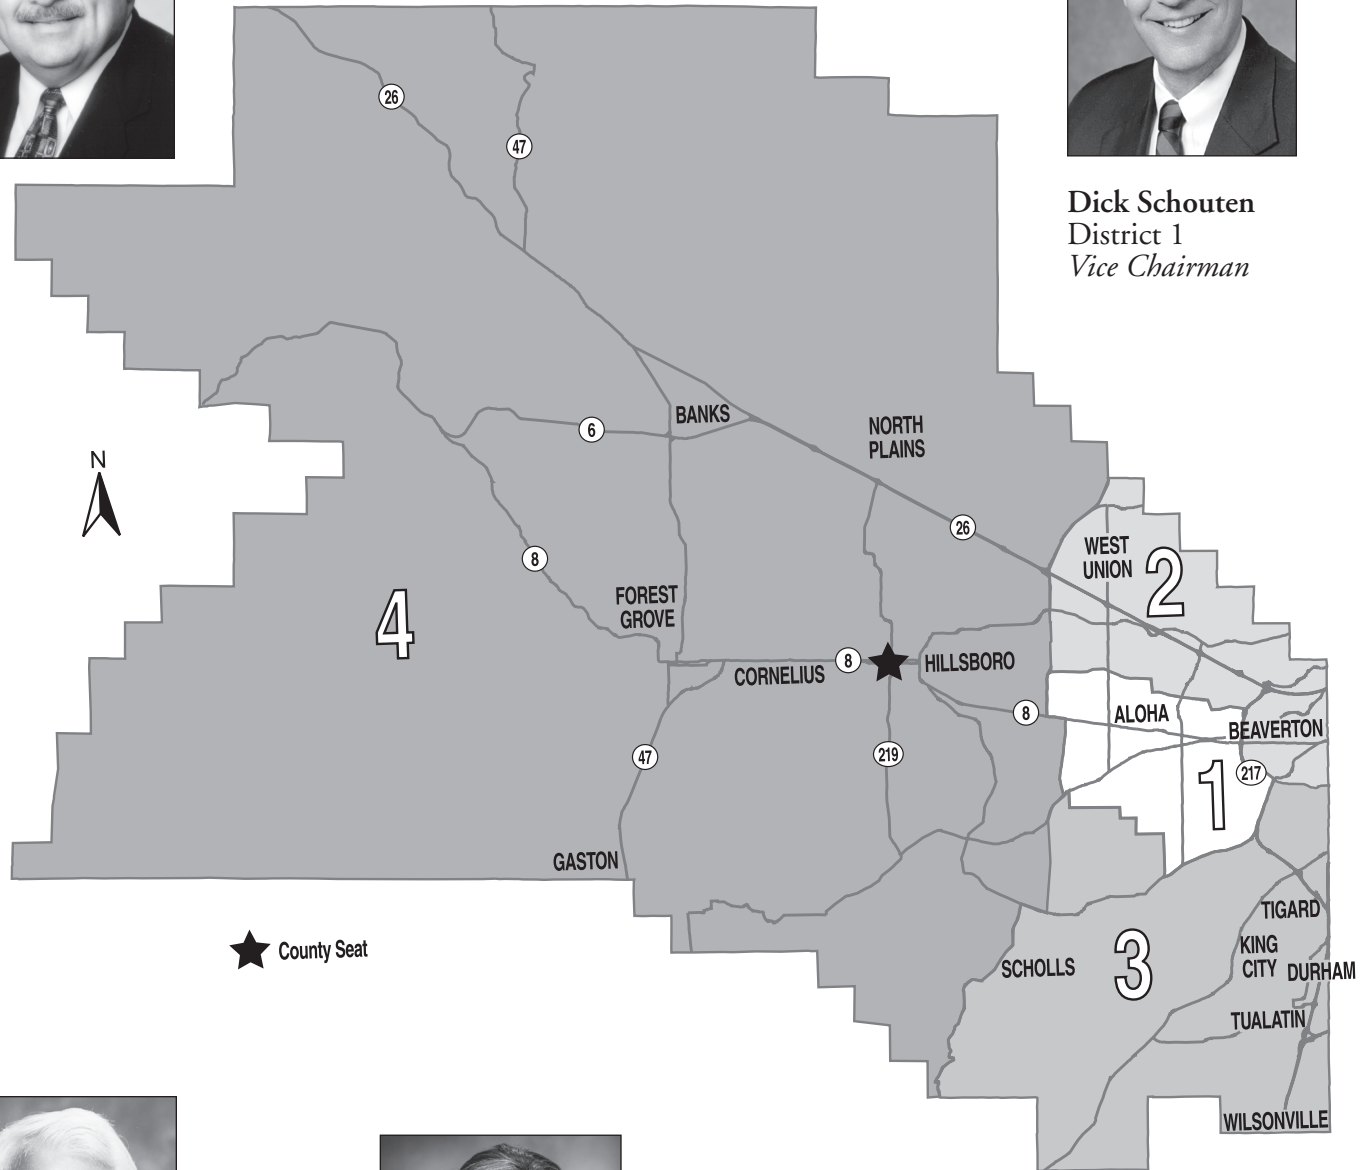 26
47
Dick Schouten
District 1
Vice Chairman
BANKS
6
NORTH
PLAINS
N
26
WEST
UNION
2
8
FOREST
GROVE
4
8
HILLSBORO
CORNELIUS
8
ALOHA
BEAVERTON
47
219
217
1
GASTON
TIGARD
County Seat
KING
CITY
SCHOLLS
3
DURHAM
TUALATIN
WILSONVILLE